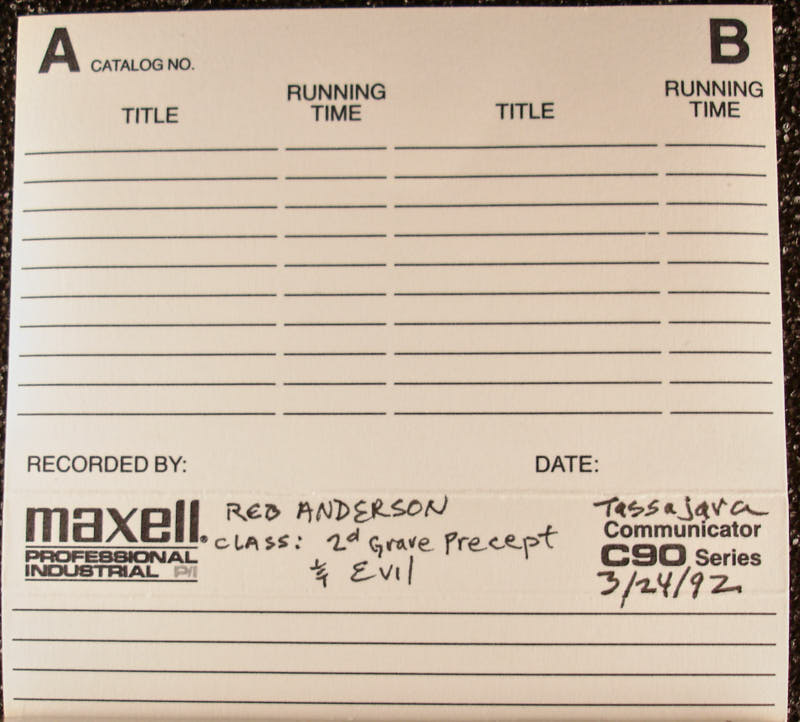 A CATALOG NO. B
TITLE RUNNING TIME TITLE RUNNING TIME
RECORDED BY: DATE:
maxell® PROFESSIONAL INDUSTRIAL P/I
REB ANDERSON
CLASS: 2d Grave Precept
& Evil
Tassajara
Communicator
C90 Series
3/24/92